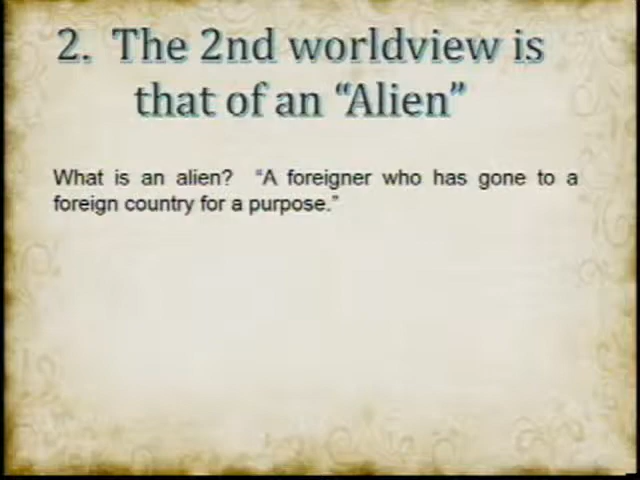 2. The 2nd worldview is
that of an “Alien”
What is an alien? “A foreigner who has gone to a
foreign country for a purpose.”